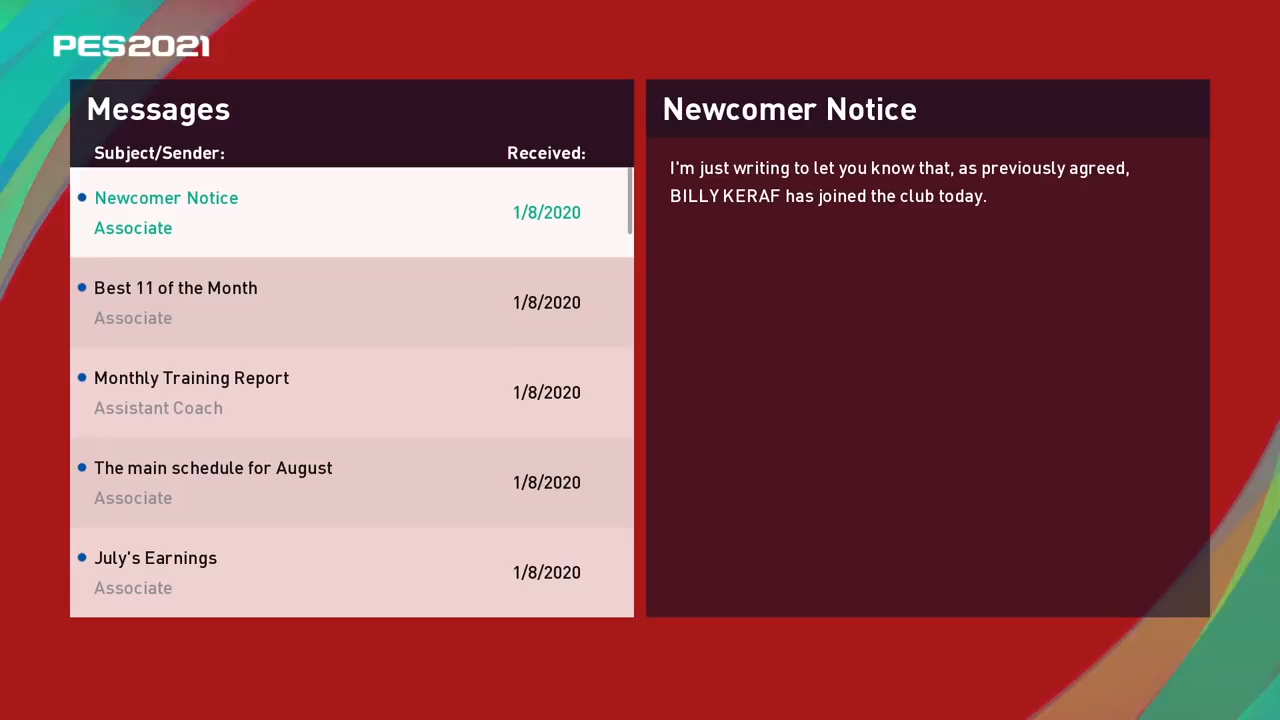 PES2021
Messages
Subject/Sender:
Received:
Newcomer Notice
Associate
1/8/2020
Best 11 of the Month
Associate
1/8/2020
Monthly Training Report
Assistant Coach
1/8/2020
The main schedule for August
Associate
1/8/2020
July's Earnings
Associate
1/8/2020
Newcomer Notice
I'm just writing to let you know that, as previously agreed,
BILLY KERAF has joined the club today.